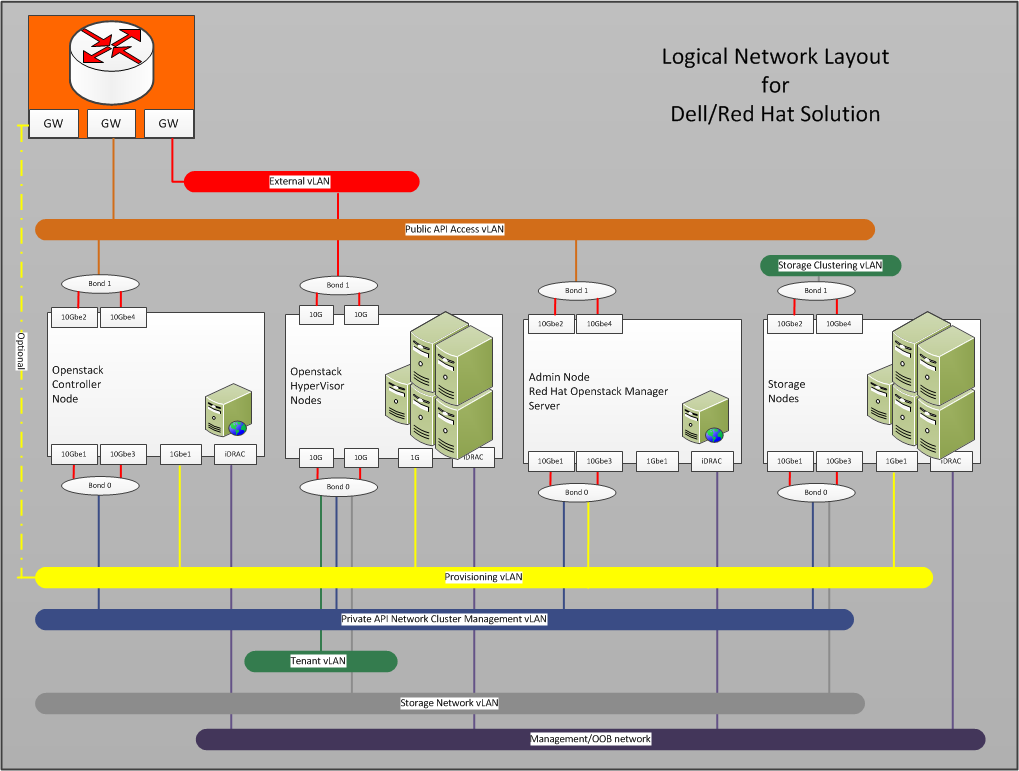 Logical Network Layout
for
Dell/Red Hat Solution
GW
GW
GW
External vLAN
Public API Access vLAN
Storage Clustering vLAN
Bond 1
Bond 1
Bond 1
Bond 1
10Gbe2
10Gbe4
10G
10G
10Gbe2
10Gbe4
10Gbe2
10Gbe4
Optional
Openstack
Controller
Node
Openstack
HyperVisor
Nodes
Admin Node
Red Hat Openstack Manager
Server
Storage
Nodes
10Gbe1
10Gbe3
1Gbe1
iDRAC
10G
10G
1G
iDRAC
10Gbe1
10Gbe3
1Gbe1
iDRAC
10Gbe1
10Gbe3
1Gbe1
iDRAC
Bond 0
Bond 0
Bond 0
Bond 0
Provisioning vLAN
Private API Network Cluster Management vLAN
Tenant vLAN
Storage Network vLAN
Management/OOB network